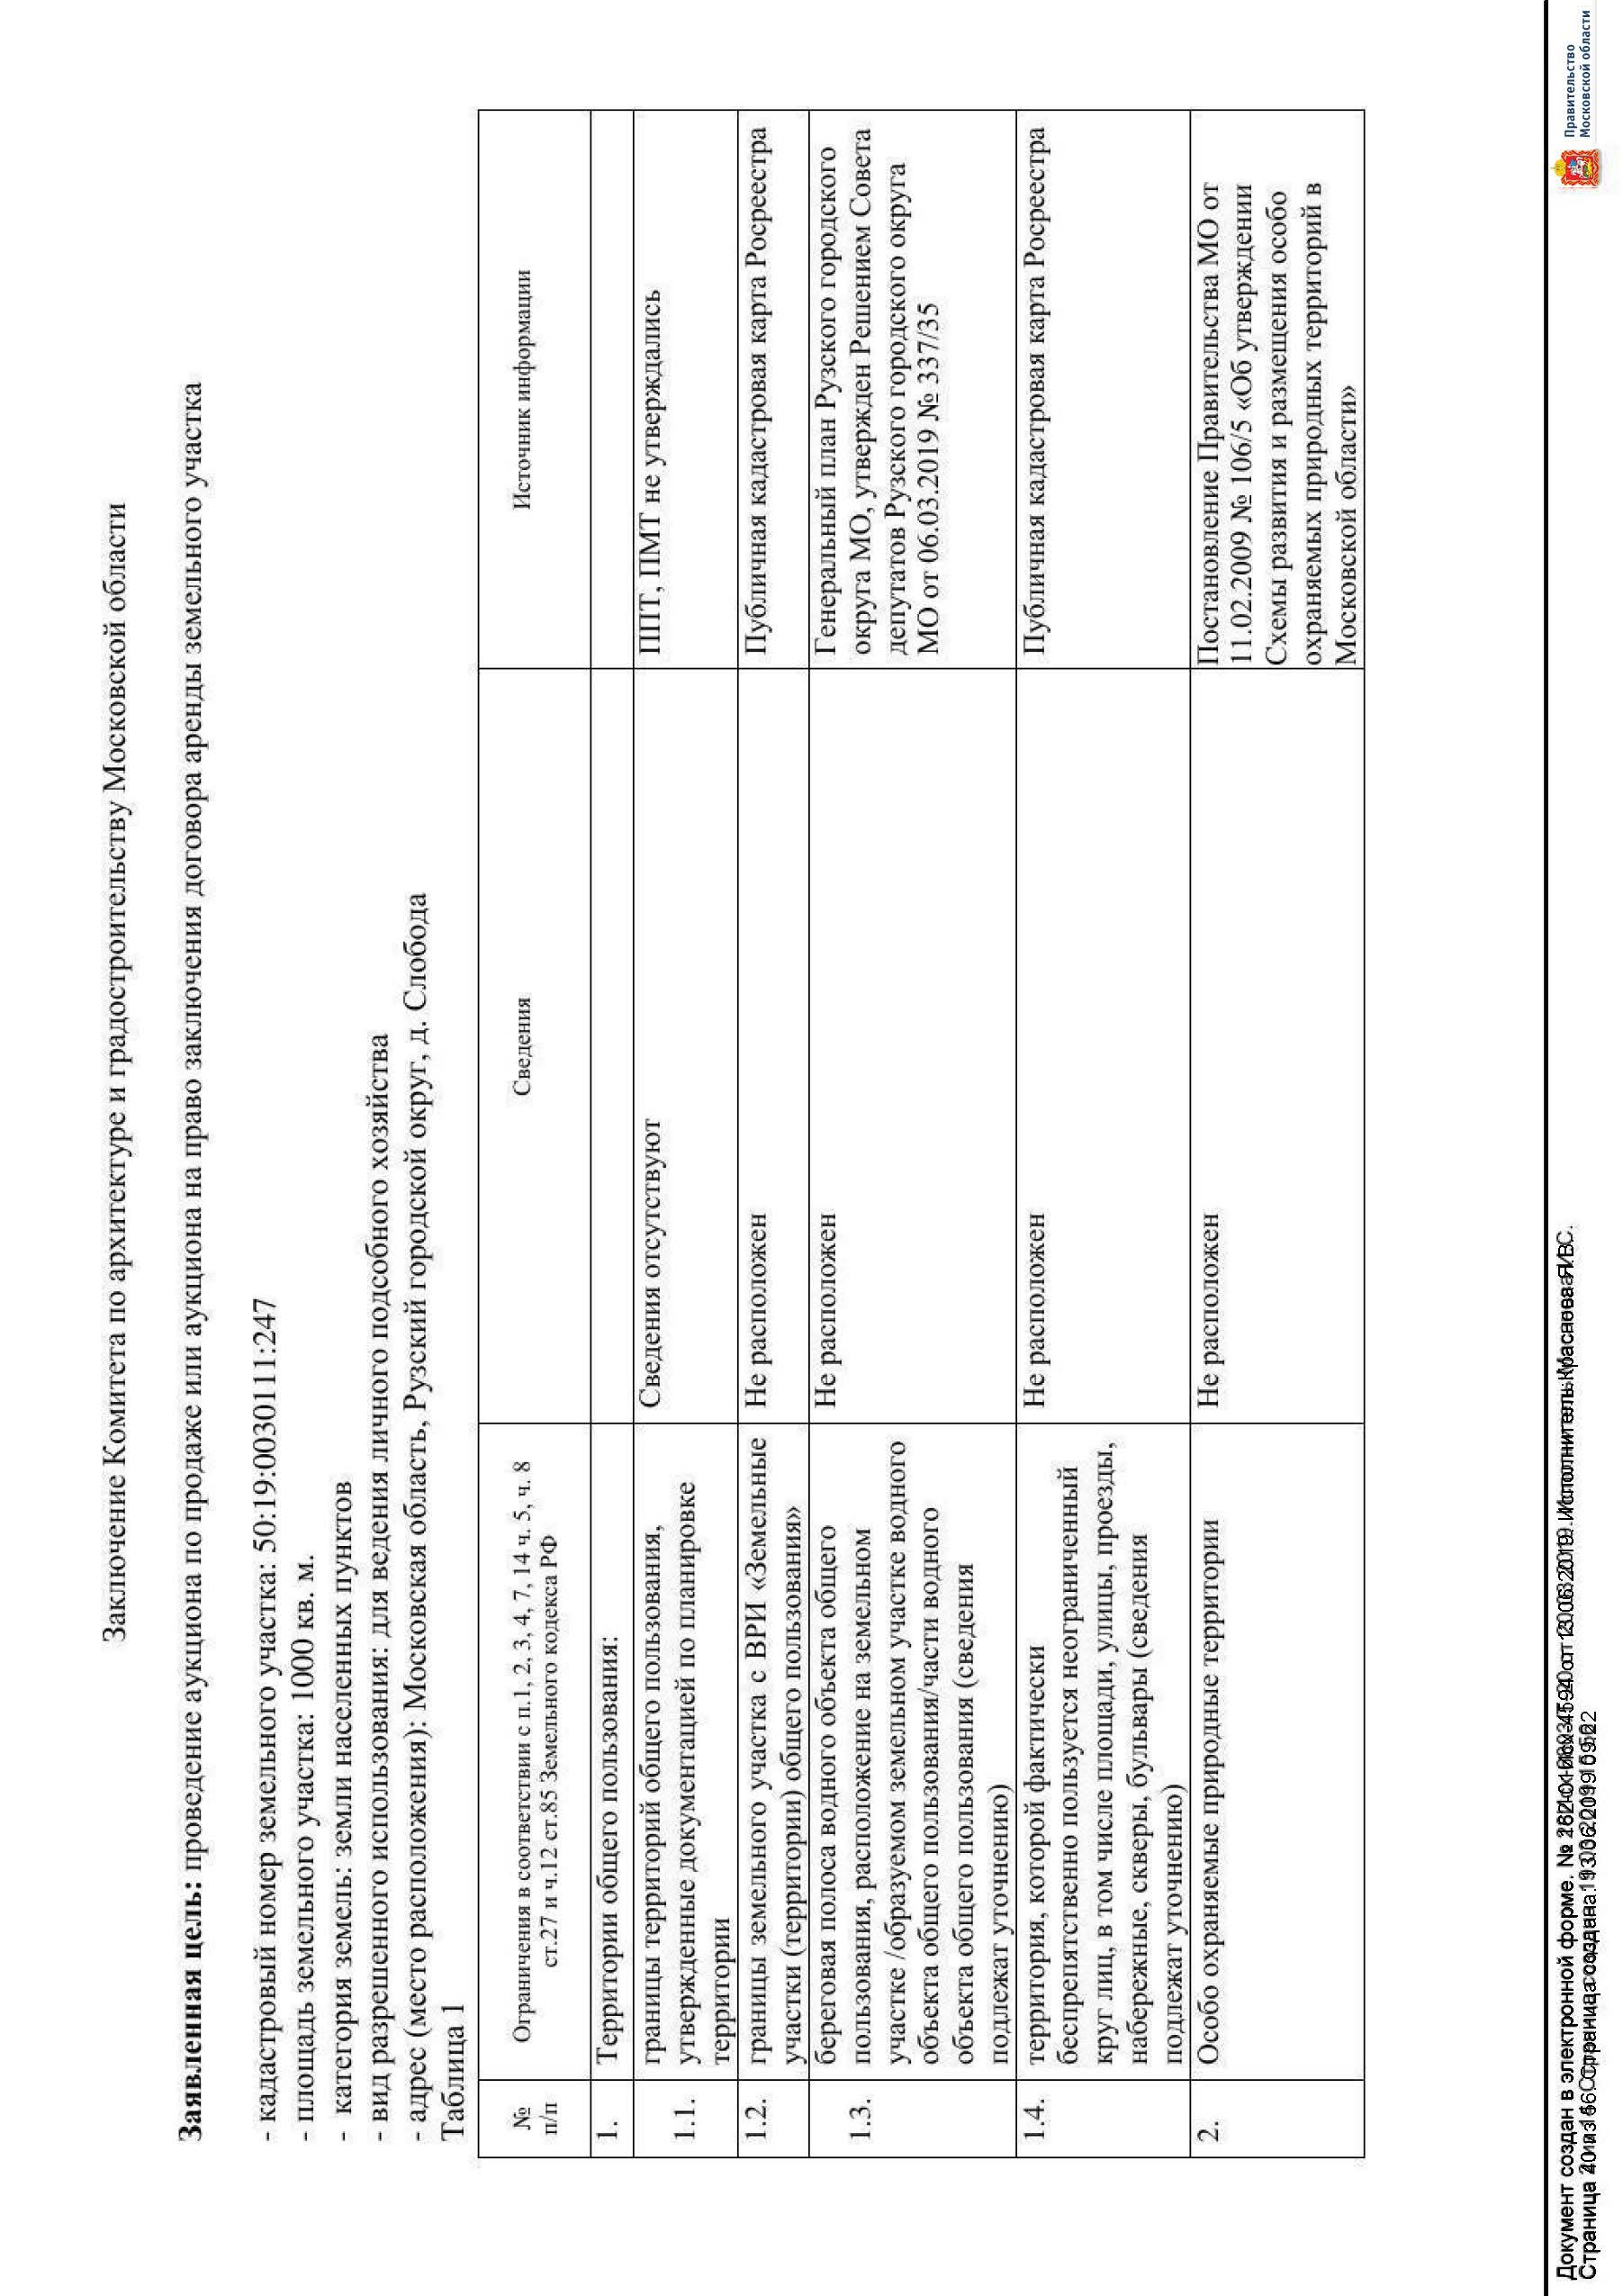 Заключение Комитета по архитектуре и градостроительству Московской области
Заявленная цель: проведение аукциона по продаже или аукциона на право заключения договора аренды земельного участка
- кадастровый номер земельного участка: 50:19:0030111:247
- площадь земельного участка: 1000 кв. м.
- категория земель: земли населенных пунктов
- вид разрешенного использования: для ведения личного подсобного хозяйства
- адрес (место расположения): Московская область, Рузский городской округ, д. Слобода
Таблица 1
№
п/п
Ограничения в соответствии с п.1, 2, 3, 4, 7, 14 ч. 5, ч. 8
ст.27 и ч.12 ст.85 Земельного кодекса РФ
Сведения
Источник информации
1.
Территории общего пользования:
1.1.
границы территорий общего пользования,
утвержденные документацией по планировке
территории
Сведения отсутствуют
ППТ, ПМТ не утверждались
1.2.
границы земельного участка с ВРИ «Земельные
участки (территории) общего пользования»
Не расположен
Публичная кадастровая карта Росреестра
1.3.
береговая полоса водного объекта общего
пользования, расположение на земельном
участке /образуемом земельном участке водного
объекта общего пользования/части водного
объекта общего пользования (сведения
подлежат уточнению)
Не расположен
Генеральный план Рузского городского
округа МО, утвержден Решением Совета
депутатов Рузского городского округа
МО от 06.03.2019 № 337/35
1.4.
территория, которой фактически
беспрепятственно пользуется неограниченный
круг лиц, в том числе площади, улицы, проезды,
набережные, скверы, бульвары (сведения
подлежат уточнению)
Не расположен
Публичная кадастровая карта Росреестра
2.
Особо охраняемые природные территории
Не расположен
Постановление Правительства МО от
11.02.2009 № 106/5 «Об утверждении
Схемы развития и размещения особо
охраняемых природных территорий в
Московской области»
Документ создан в электронной форме. №
Страница
Правительство
Московской области